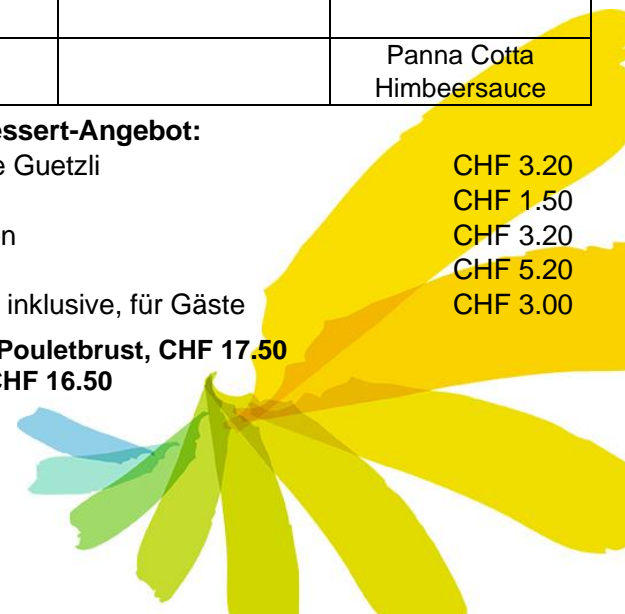 Panna Cotta
Himbeersauce
ssert-Angebot:
e Guetzli CHF 3.20
CHF 1.50
n CHF 3.20
CHF 5.20
inklusive, für Gäste CHF 3.00
Pouletbrust, CHF 17.50
CHF 16.50